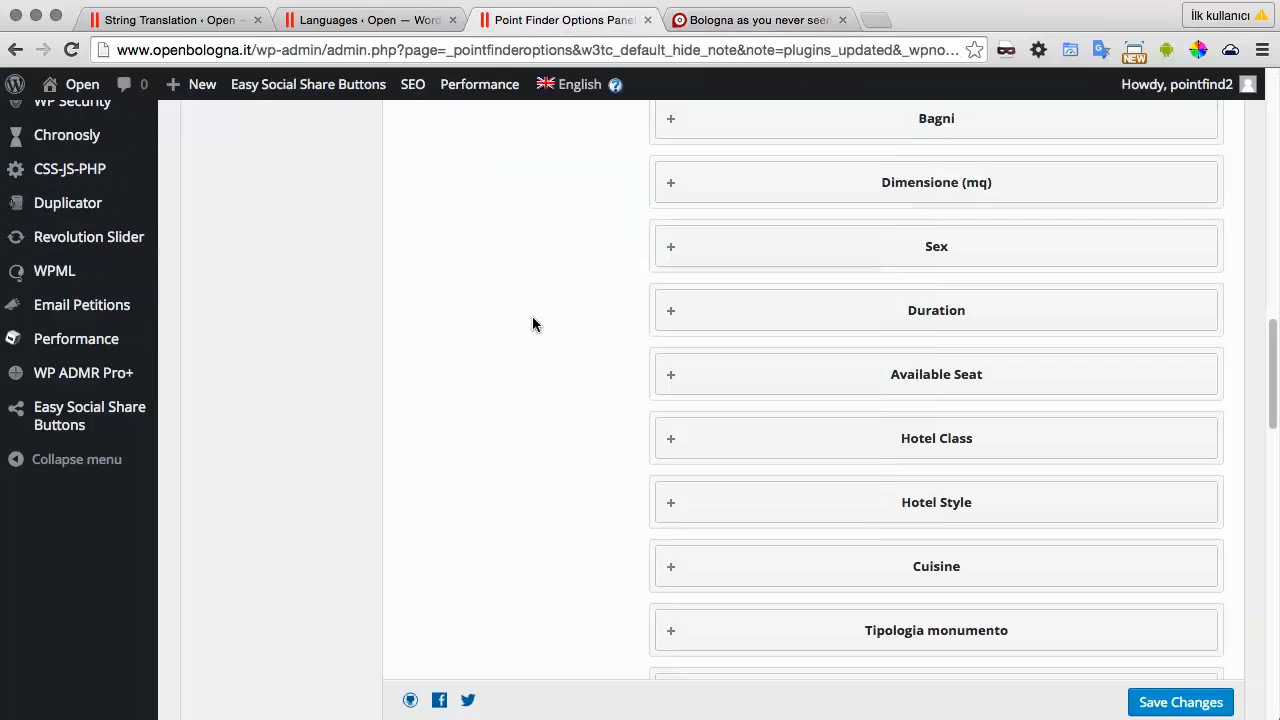 String Translation ‹ Open –
Languages ‹ Open — Word
Point Finder Options Panel
Bologna as you never seen
İlk kullanıcı
www.openbologna.it/wp-admin/admin.php?page=_pointfinderoptions&w3tc_default_hide_note&note=plugins_updated&_wpno...
NEW
Open
0
New
Easy Social Share Buttons
SEO
Performance
English
Howdy, pointfind2
WP Security
Chronosly
CSS-JS-PHP
Duplicator
Revolution Slider
WPML
Email Petitions
Performance
WP ADMR Pro+
Easy Social Share
Buttons
Collapse menu
Bagni
Dimensione (mq)
Sex
Duration
Available Seat
Hotel Class
Hotel Style
Cuisine
Tipologia monumento
Save Changes